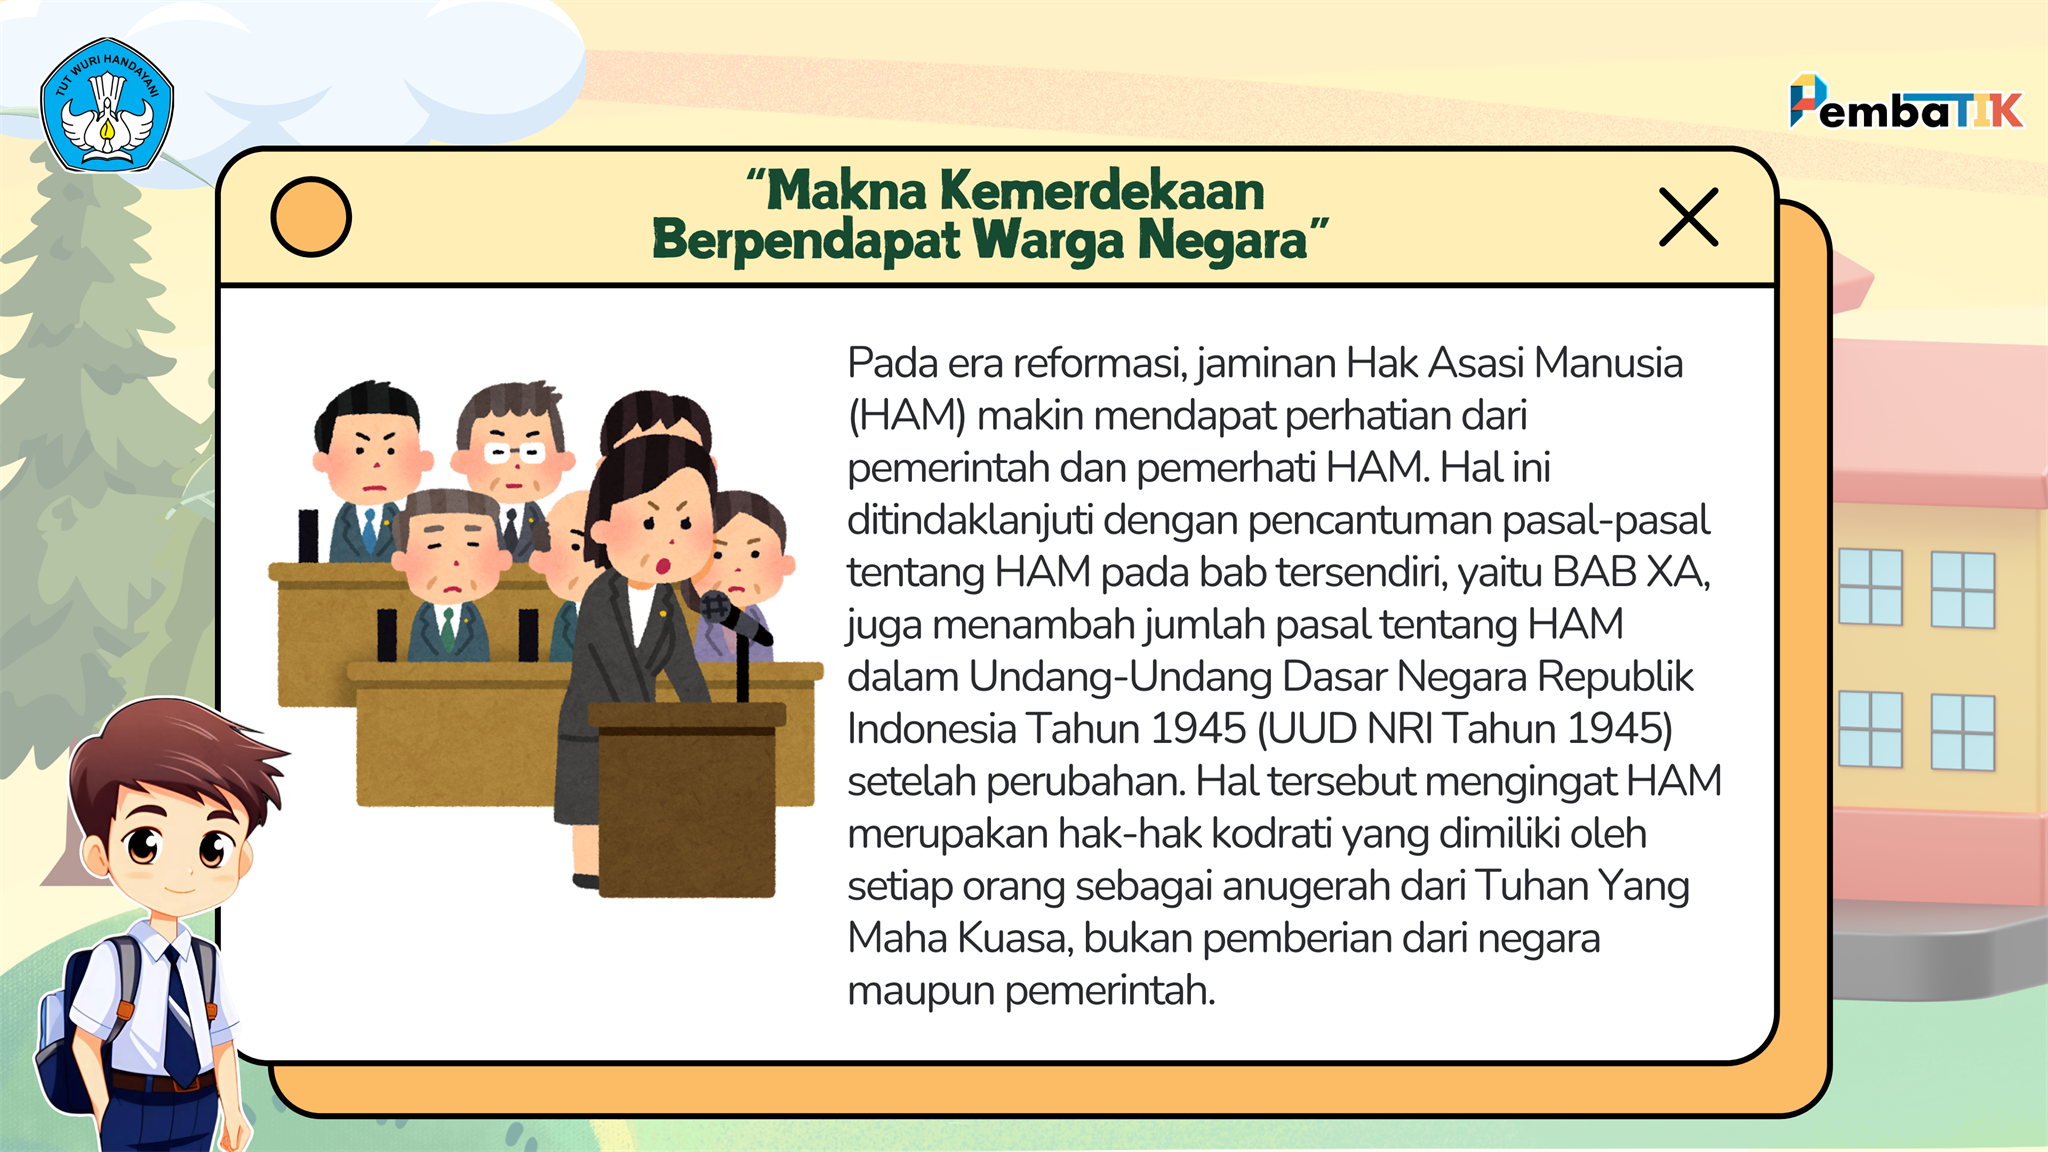 TUT WURI HANDAYANI
PembaTIK
“Makna Kemerdekaan
Berpendapat Warga Negara”
Pada era reformasi, jaminan Hak Asasi Manusia
(HAM) makin mendapat perhatian dari
pemerintah dan pemerhati HAM. Hal ini
ditindaklanjuti dengan pencantuman pasal-pasal
tentang HAM pada bab tersendiri, yaitu BAB XA,
juga menambah jumlah pasal tentang HAM
dalam Undang-Undang Dasar Negara Republik
Indonesia Tahun 1945 (UUD NRI Tahun 1945)
setelah perubahan. Hal tersebut mengingat HAM
merupakan hak-hak kodrati yang dimiliki oleh
setiap orang sebagai anugerah dari Tuhan Yang
Maha Kuasa, bukan pemberian dari negara
maupun pemerintah.